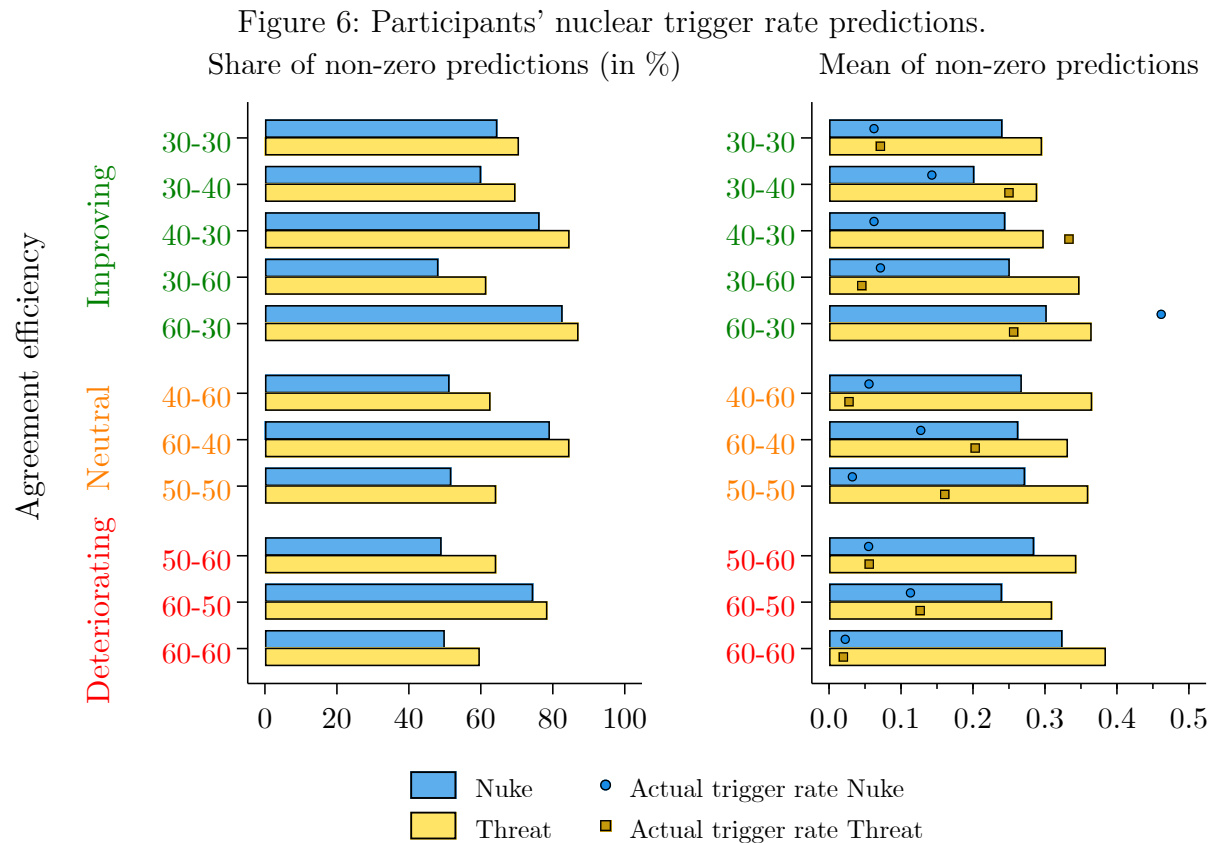 Figure 6: Participants’ nuclear trigger rate predictions.
Share of non-zero predictions (in %)
Mean of non-zero predictions
Agreement efficiency
Improving
30-30
30-40
40-30
30-60
60-30
Neutral
40-60
60-40
50-50
Deteriorating
50-60
60-50
60-60
0 20 40 60 80 100
30-30
30-40
40-30
30-60
60-30
40-60
60-40
50-50
50-60
60-50
60-60
0.0 0.1 0.2 0.3 0.4 0.5
Nuke
Threat
Actual trigger rate Nuke
Actual trigger rate Threat